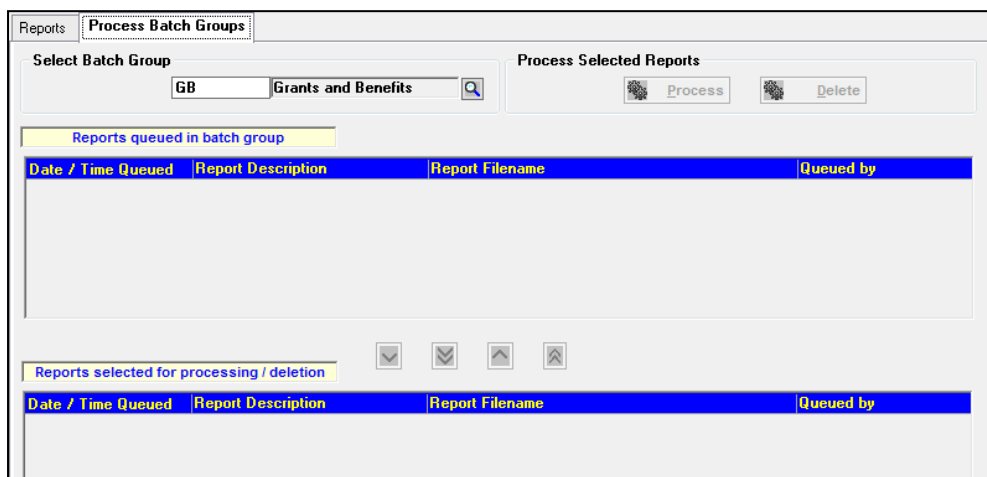 Reports Process Batch Groups
Select Batch Group
GB Grants and Benefits
Process Selected Reports
Process Delete
Reports queued in batch group
Date / Time Queued Report Description Report Filename Queued by
Reports selected for processing / deletion
Date / Time Queued Report Description Report Filename Queued by